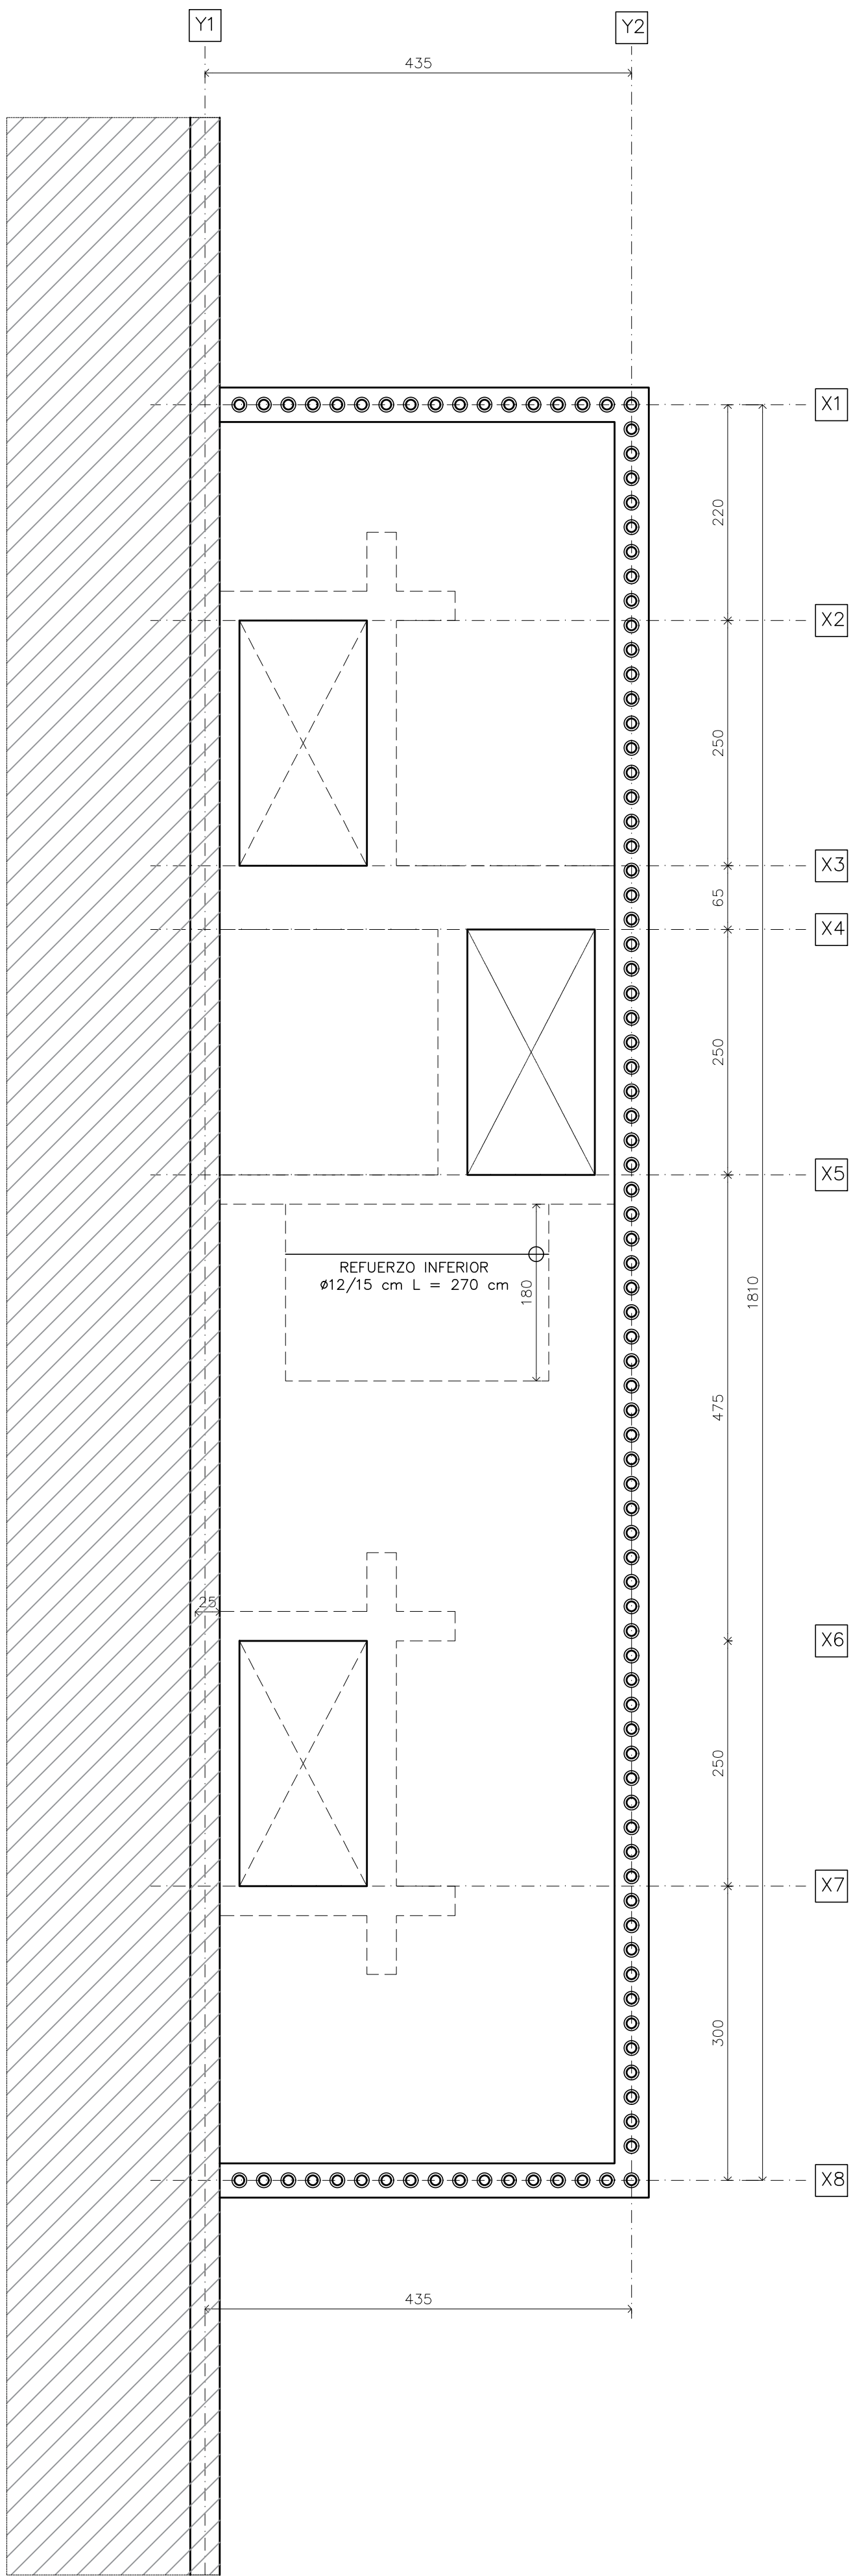 Y1
Y2
435
X1
220
X2
250
X3
65
X4
250
X5
REFUERZO INFERIOR
ø12/15 cm L = 270 cm
180
1810
475
25
X6
250
X7
300
X8
435